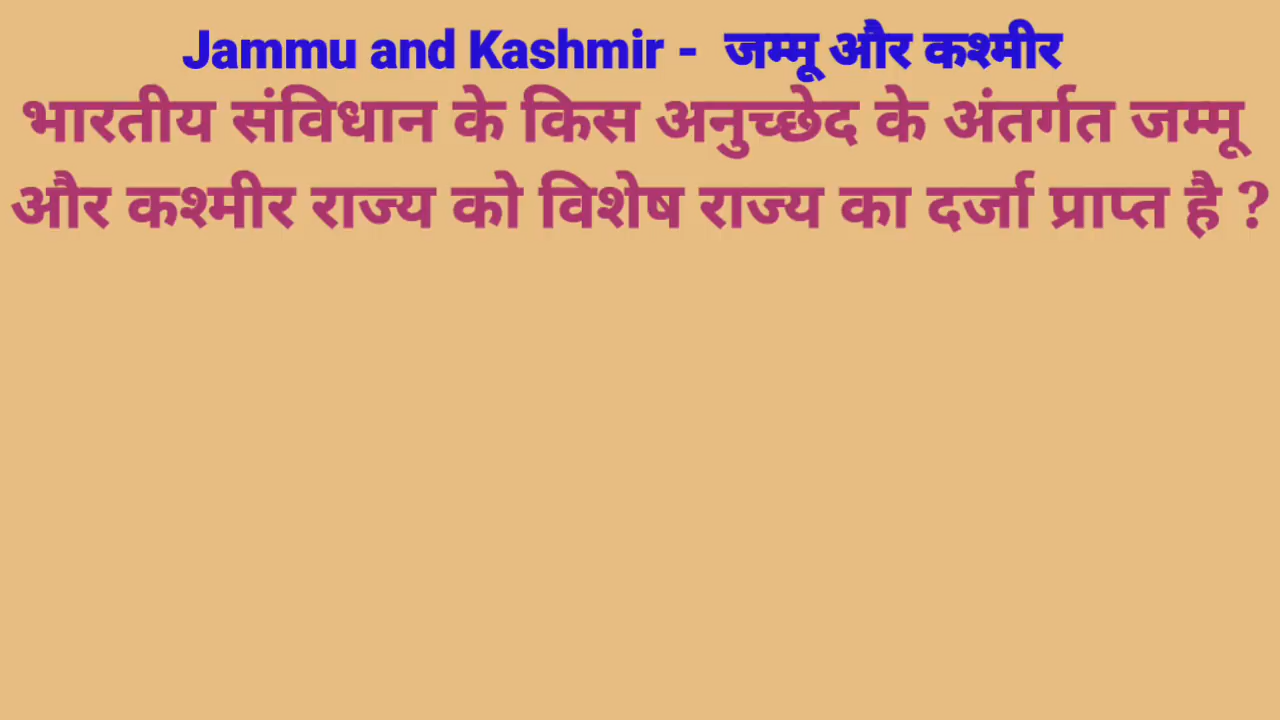 Jammu and Kashmir - जम्मू और कश्मीर
भारतीय संविधान के किस अनुच्छेद के अंतर्गत जम्मू
और कश्मीर राज्य को विशेष राज्य का दर्जा प्राप्त है ?